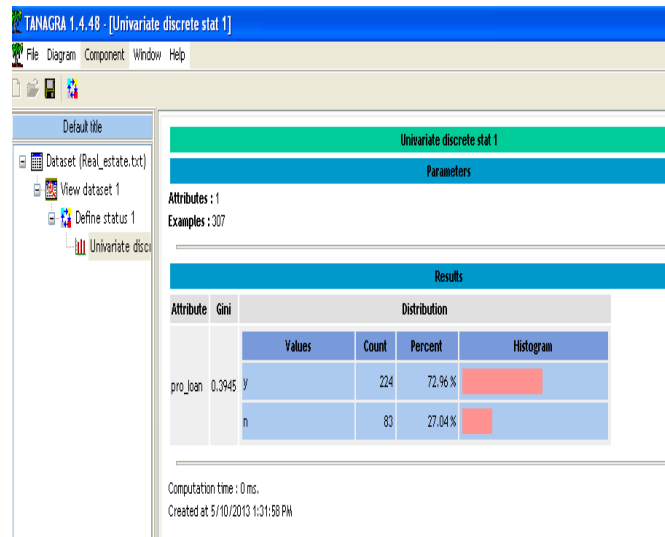 TANAGRA 1.4.48 - [Univariate discrete stat 1]
File Diagram Component Window Help
Default title
Dataset (Real_estate.txt)
View dataset 1
Define status 1
Univariate discr
Univariate discrete stat 1
Parameters
Attributes : 1
Examples : 307
Results
Attribute Gini Distribution
Values Count Percent Histogram
pro_loan 0.3945 y 224 72.96 %
n 83 27.04 %
Computation time : 0 ms.
Created at 5/10/2013 1:31:58 PM